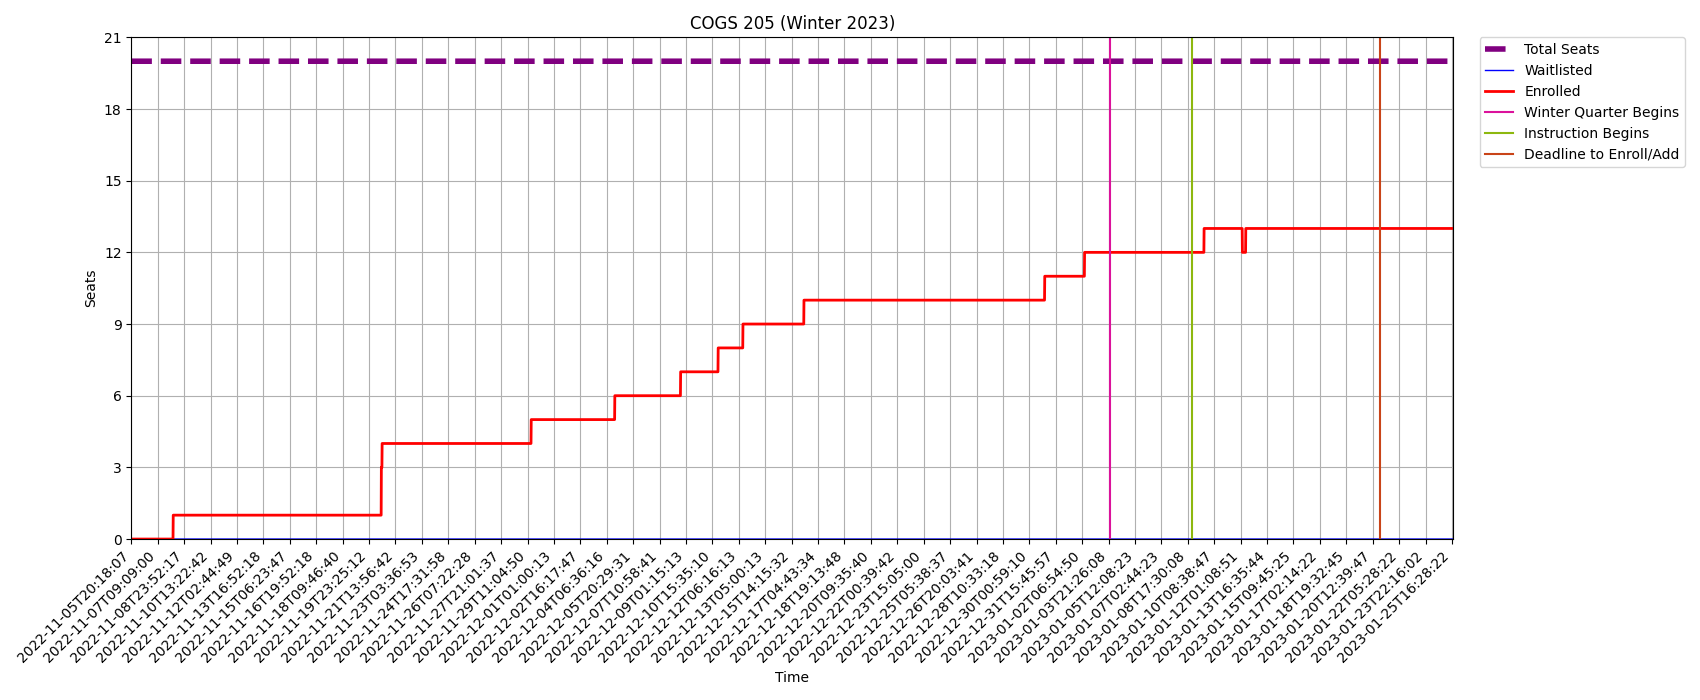 COGS 205 (Winter 2023)
21
18
15
12
9
6
3
0
Seats
2022-11-05T20:18:07
2022-11-07T09:09:00
2022-11-08T23:52:17
2022-11-10T13:22:42
2022-11-12T02:44:49
2022-11-13T16:52:18
2022-11-15T06:23:47
2022-11-16T19:52:18
2022-11-18T09:46:40
2022-11-19T23:25:12
2022-11-21T13:56:42
2022-11-23T03:36:53
2022-11-24T17:31:58
2022-11-26T07:22:28
2022-11-27T21:01:37
2022-11-29T11:04:50
2022-12-01T01:00:13
2022-12-02T16:17:47
2022-12-04T06:36:16
2022-12-05T20:29:31
2022-12-07T10:58:41
2022-12-09T01:15:13
2022-12-10T15:35:10
2022-12-12T06:16:13
2022-12-13T05:00:13
2022-12-15T14:15:32
2022-12-17T04:43:34
2022-12-18T19:13:48
2022-12-20T09:35:40
2022-12-22T00:39:42
2022-12-23T15:05:00
2022-12-25T05:38:37
2022-12-26T20:03:41
2022-12-28T10:33:18
2022-12-30T00:59:10
2022-12-31T15:45:57
2023-01-02T06:54:50
2023-01-03T21:26:08
2023-01-05T12:08:23
2023-01-07T02:44:23
2023-01-08T17:30:08
2023-01-10T08:38:47
2023-01-12T01:08:51
2023-01-13T16:35:44
2023-01-15T09:45:25
2023-01-17T02:14:22
2023-01-18T19:32:45
2023-01-20T12:39:47
2023-01-22T05:28:22
2023-01-23T22:16:02
2023-01-25T16:28:22
Time
Total Seats
Waitlisted
Enrolled
Winter Quarter Begins
Instruction Begins
Deadline to Enroll/Add